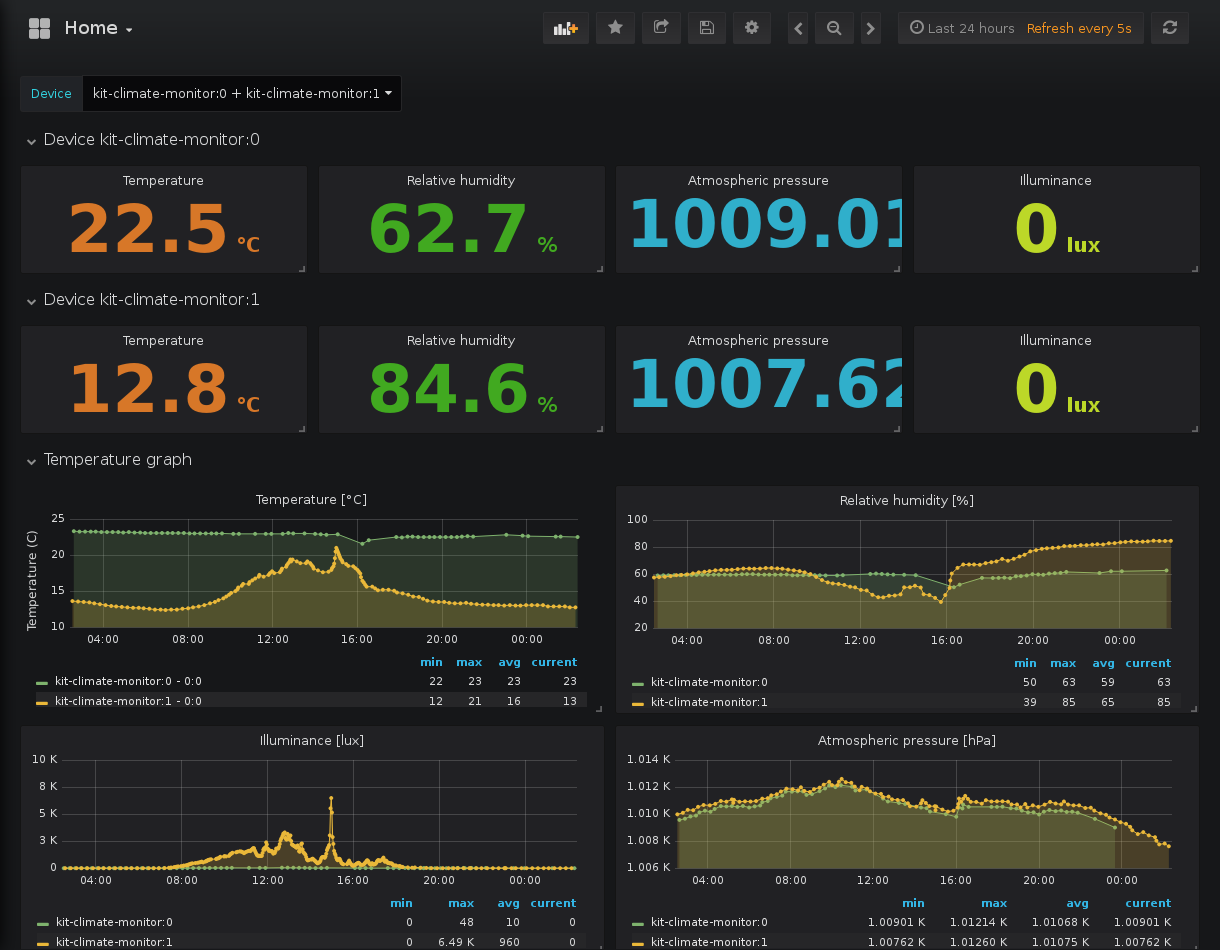 Home
Last 24 hours Refresh every 5s
Device kit-climate-monitor:0 + kit-climate-monitor:1
Device kit-climate-monitor:0
Temperature Relative humidity Atmospheric pressure Illuminance
22.5 °C 62.7 % 1009.01 0 lux
Device kit-climate-monitor:1
Temperature Relative humidity Atmospheric pressure Illuminance
12.8 °C 84.6 % 1007.62 0 lux
Temperature graph
Temperature [°C]
Temperature (C)
25
20
15
10
04:00 08:00 12:00 16:00 20:00 00:00
min max avg current
kit-climate-monitor:0 - 0:0 22 23 23 23
kit-climate-monitor:1 - 0:0 12 21 16 13
Relative humidity [%]
100
80
60
40
20
04:00 08:00 12:00 16:00 20:00 00:00
min max avg current
kit-climate-monitor:0 50 63 59 63
kit-climate-monitor:1 39 85 65 85
Illuminance [lux]
10 K
8 K
5 K
3 K
0
04:00 08:00 12:00 16:00 20:00 00:00
min max avg current
kit-climate-monitor:0 0 48 10 0
kit-climate-monitor:1 0 6.49 K 960 0
Atmospheric pressure [hPa]
1.014 K
1.012 K
1.010 K
1.008 K
1.006 K
04:00 08:00 12:00 16:00 20:00 00:00
min max avg current
kit-climate-monitor:0 1.00901 K 1.01214 K 1.01068 K 1.00901 K
kit-climate-monitor:1 1.00762 K 1.01260 K 1.01075 K 1.00762 K